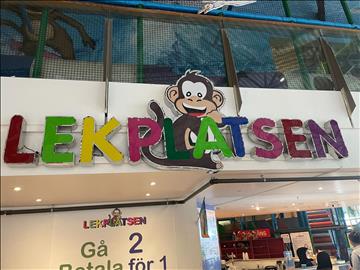 LEKPLATSEN
LEKPLATSEN
Gå 2
Betala för 1